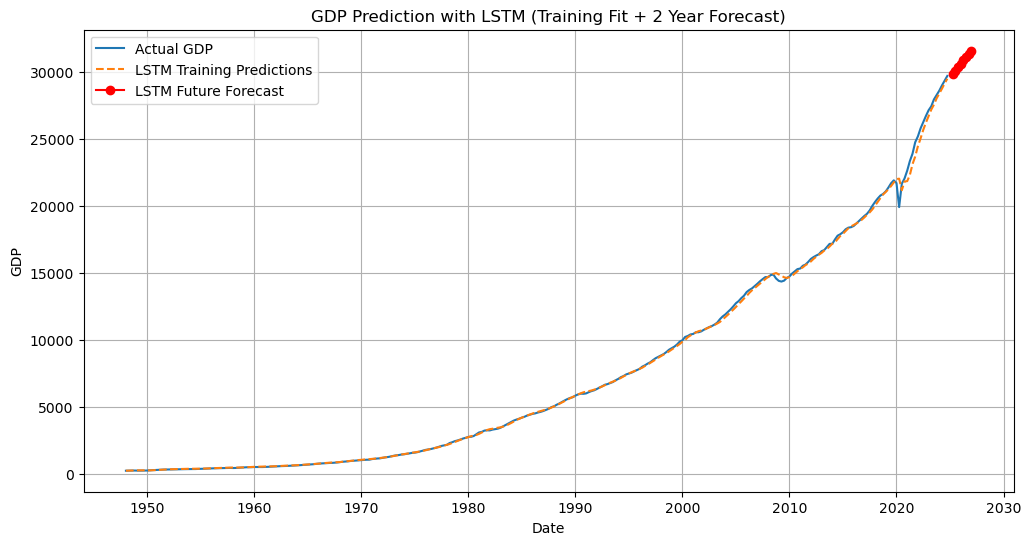 GDP Prediction with LSTM (Training Fit + 2 Year Forecast)
Actual GDP
LSTM Training Predictions
LSTM Future Forecast
30000
25000
20000
15000
10000
5000
0
GDP
1950 1960 1970 1980 1990 2000 2010 2020 2030
Date